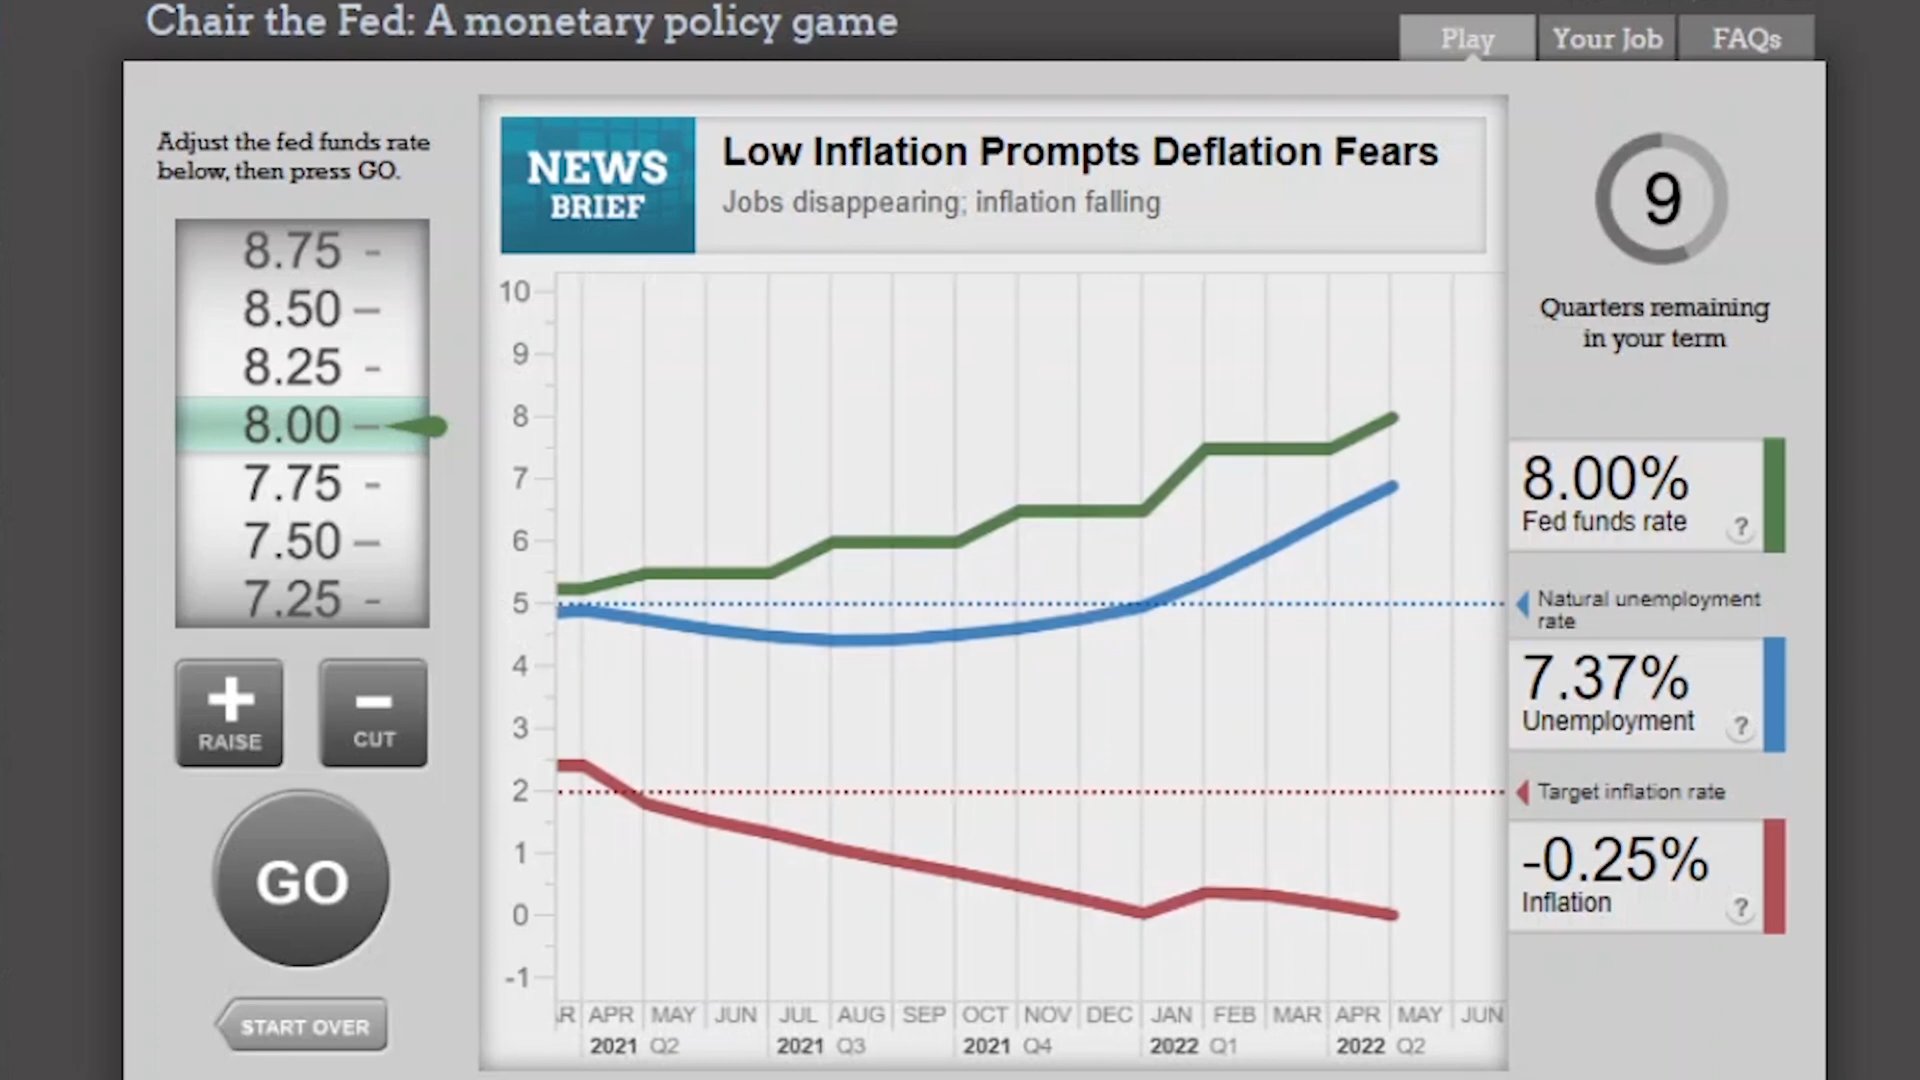 Chair the Fed: A monetary policy game
Play
Your Job
FAQs
Adjust the fed funds rate
below, then press GO.
8.75
8.50
8.25
8.00
7.75
7.50
7.25
+
RAISE
−
CUT
GO
START OVER
NEWS
BRIEF
Low Inflation Prompts Deflation Fears
Jobs disappearing; inflation falling
10
9
8
7
6
5
4
3
2
1
0
-1
APR MAY JUN JUL AUG SEP OCT NOV DEC JAN FEB MAR APR MAY JUN
2021 Q2 2021 Q3 2021 Q4 2022 Q1 2022 Q2
9
Quarters remaining
in your term
8.00%
Fed funds rate ?
Natural unemployment
rate
7.37%
Unemployment ?
Target inflation rate
-0.25%
Inflation ?